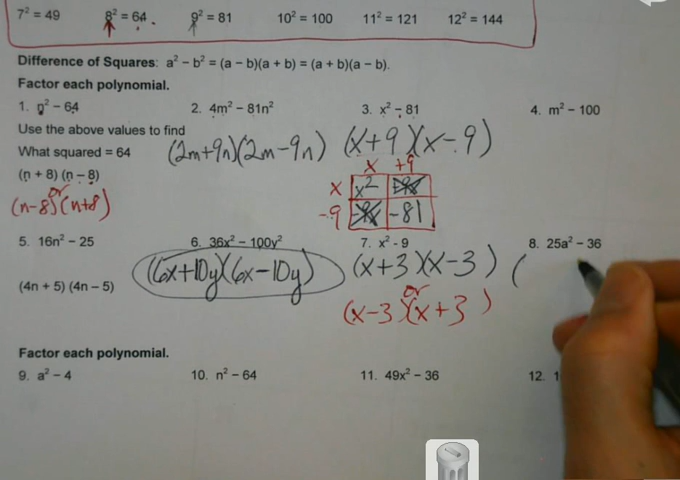 7² = 49 8² = 64 . 9² = 81 10² = 100 11² = 121 12² = 144
Difference of Squares: a² – b² = (a – b)(a + b) = (a + b)(a – b).
Factor each polynomial.
1. n² – 64 2. 4m² – 81n² 3. x² – 81 4. m² – 100
Use the above values to find
What squared = 64
(2m+9n)(2m-9n) (x+9)(x-9)
(n + 8) (n – 8)
or
(n-8) (n+8)
x +9
x x²
-9 -81
5. 16n² – 25 6. 36x² – 100y² 7. x² - 9 8. 25a² – 36
(4n + 5) (4n – 5) (6x+10y)(6x-10y) (x+3)(x-3) (
or
(x-3)(x+3)
Factor each polynomial.
9. a² – 4 10. n² – 64 11. 49x² – 36 12. 1